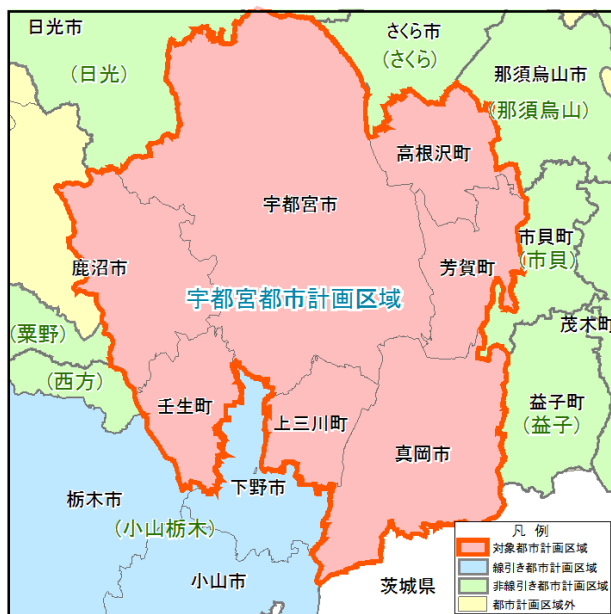 日光市
(日光)
さくら市
(さくら)
那須烏山市
(那須烏山)
高根沢町
宇都宮市
市貝町
(市貝)
鹿沼市
芳賀町
宇都宮都市計画区域
茂木町
(粟野)
(西方)
壬生町
上三川町
益子町
(益子)
真岡市
栃木市
下野市
(小山栃木)
小山市
茨城県
凡 例
対象都市計画区域
線引き都市計画区域
非線引き都市計画区域
都市計画区域外